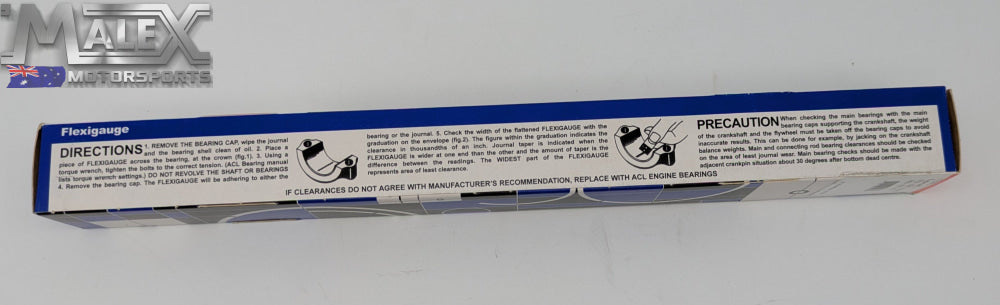 MALEX
MOTORSPORTS
Flexigauge
DIRECTIONS 1. REMOVE THE BEARING CAP, wipe the journal
and the bearing shell clean of oil. 2. Place a
piece of FLEXIGAUGE across the bearing, at the crown (fig.1). 3. Using a
torque wrench, tighten the bolts to the correct tension. (ACL Bearing manual
lists torque wrench settings.) DO NOT REVOLVE THE SHAFT OR BEARINGS
4. Remove the bearing cap. The FLEXIGAUGE will be adhering to either the
bearing or the journal. 5. Check the width of the flattened FLEXIGAUGE with the
graduation on the envelope (fig.2). The figure within the graduation indicates the
clearance in thousandths of an inch. Journal taper is indicated when the
FLEXIGAUGE is wider at one end than the other and the amount of taper is the
difference between the readings. The WIDEST part of the FLEXIGAUGE
represents area of least clearance.
PRECAUTION When checking the main bearings with the main
bearing caps supporting the crankshaft, the weight
of the crankshaft and the flywheel must be taken off the bearing caps to avoid
inaccurate results. This can be done for example, by jacking on the crankshaft
balance weights. Main and connecting rod bearing clearances should be checked
on the area of least journal wear. Main bearing checks should be made with the
adjacent crankpin situation about 30 degrees after bottom dead centre.
IF CLEARANCES DO NOT AGREE WITH MANUFACTURER'S RECOMMENDATION, REPLACE WITH ACL ENGINE BEARINGS